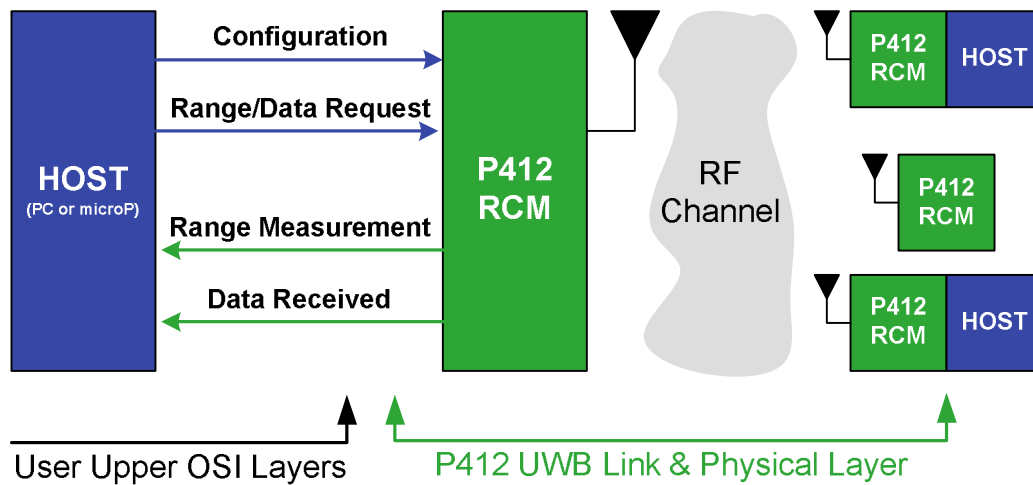 Configuration
Range/Data Request
HOST
(PC or microP)
Range Measurement
Data Received
P412
RCM
RF
Channel
P412
RCM
HOST
P412
RCM
P412
RCM
HOST
User Upper OSI Layers
P412 UWB Link & Physical Layer